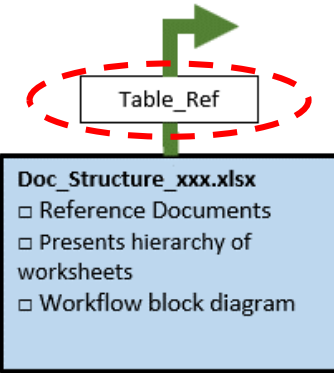 Table_Ref
Doc_Structure_xxx.xlsx
□ Reference Documents
□ Presents hierarchy of
worksheets
□ Workflow block diagram